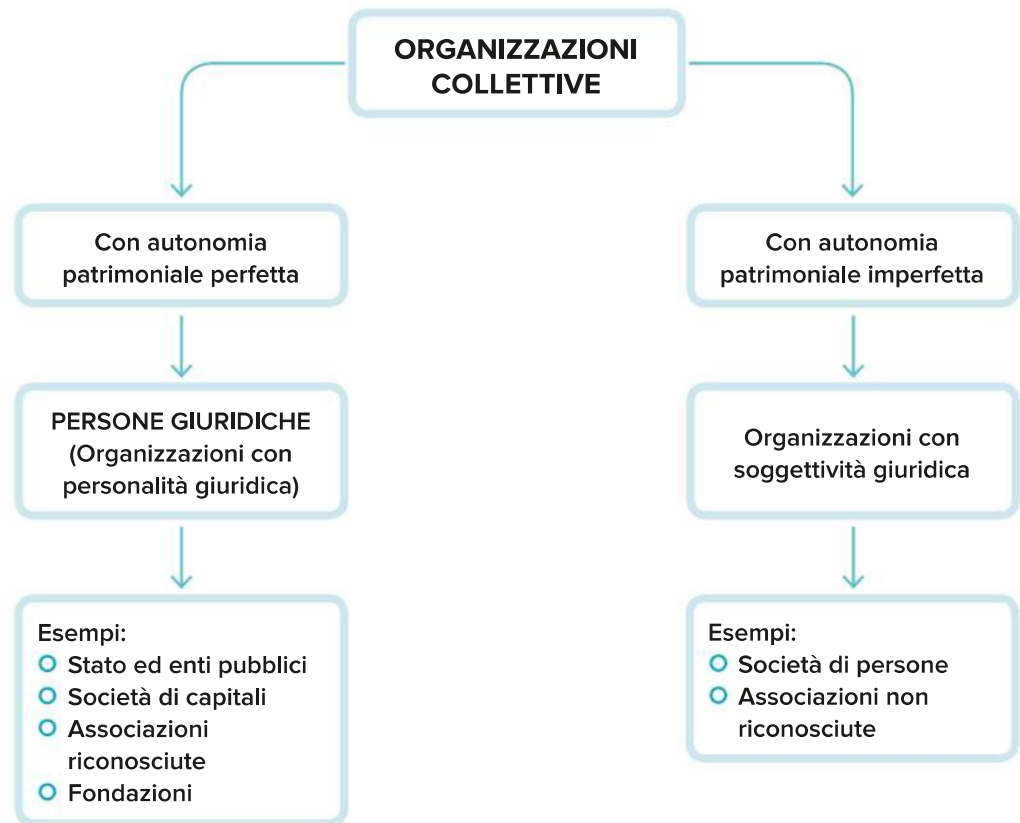 ORGANIZZAZIONI
COLLETTIVE
Con autonomia
patrimoniale perfetta
PERSONE GIURIDICHE
(Organizzazioni con
personalità giuridica)
Esempi:
Stato ed enti pubblici
Società di capitali
Associazioni
riconosciute
Fondazioni
Con autonomia
patrimoniale imperfetta
Organizzazioni con
soggettività giuridica
Esempi:
Società di persone
Associazioni non
riconosciute